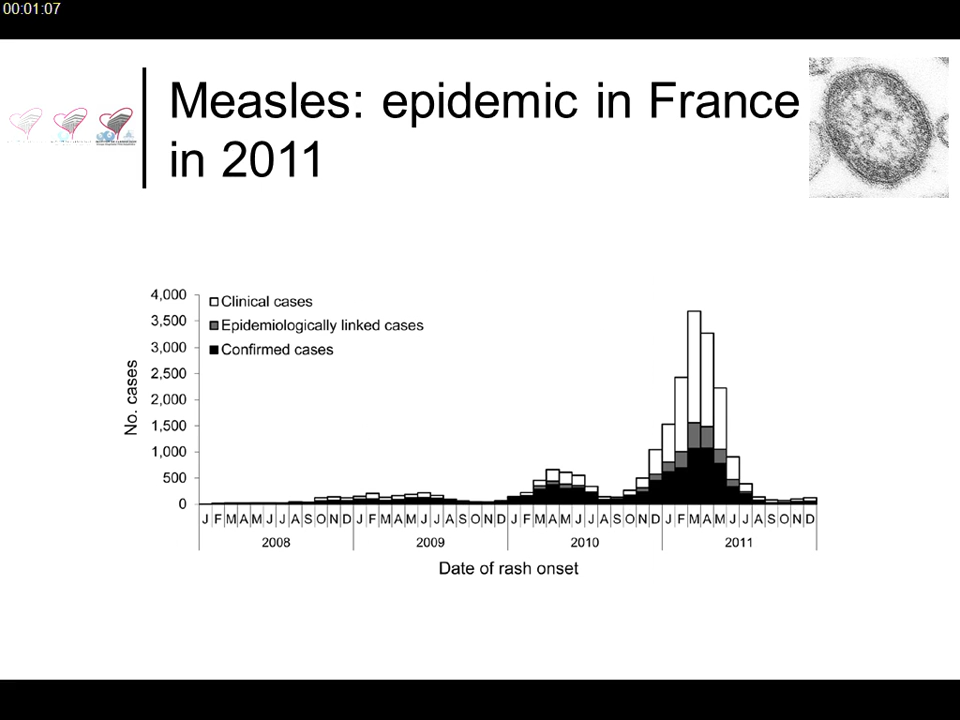 00:01:07
Measles: epidemic in France
in 2011
4,000
3,500
3,000
2,500
2,000
1,500
1,000
500
0
No. cases
Clinical cases
Epidemiologically linked cases
Confirmed cases
J F M A M J J A S O N D J F M A M J J A S O N D J F M A M J J A S O N D J F M A M J J A S O N D
2008 2009 2010 2011
Date of rash onset